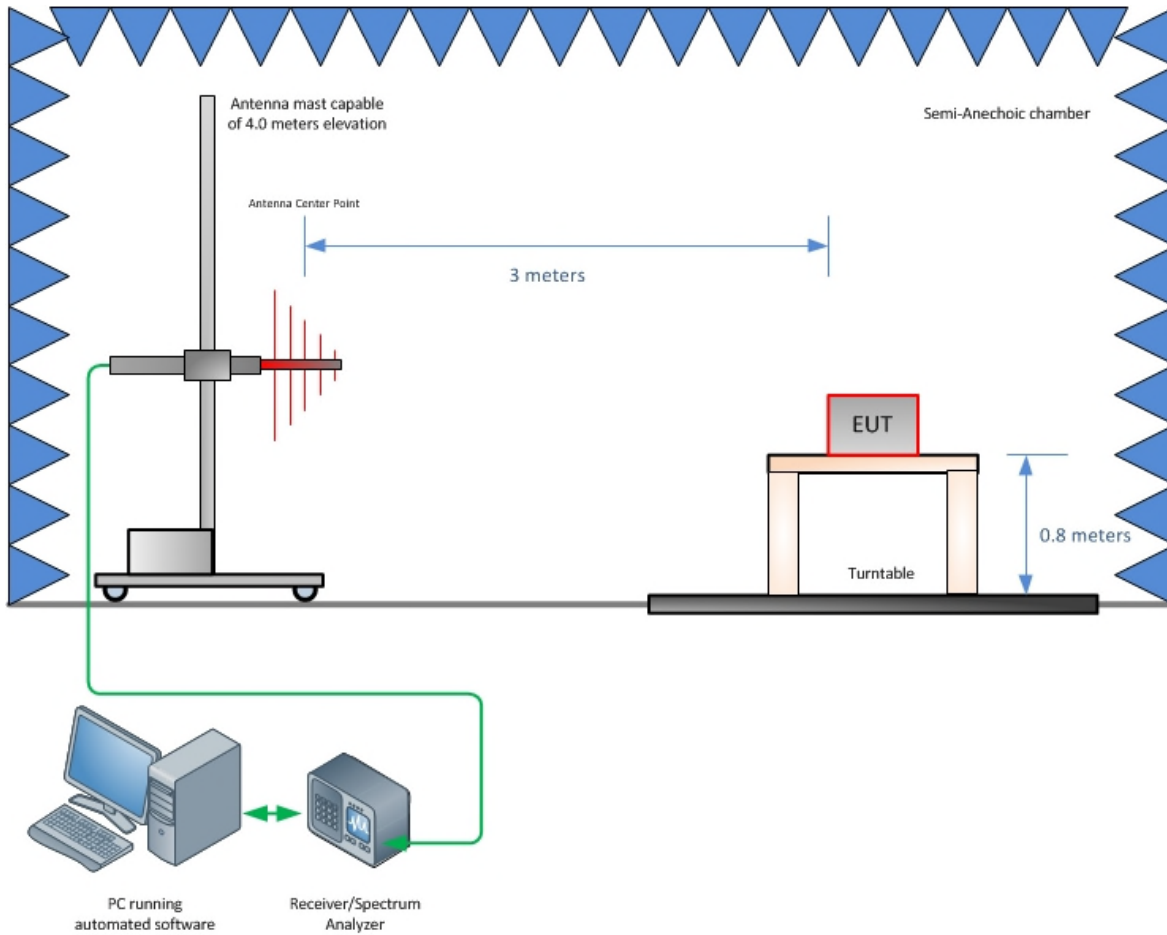 Antenna mast capable
of 4.0 meters elevation
Semi-Anechoic chamber
Antenna Center Point
3 meters
EUT
0.8 meters
Turntable
PC running
automated software
Receiver/Spectrum
Analyzer